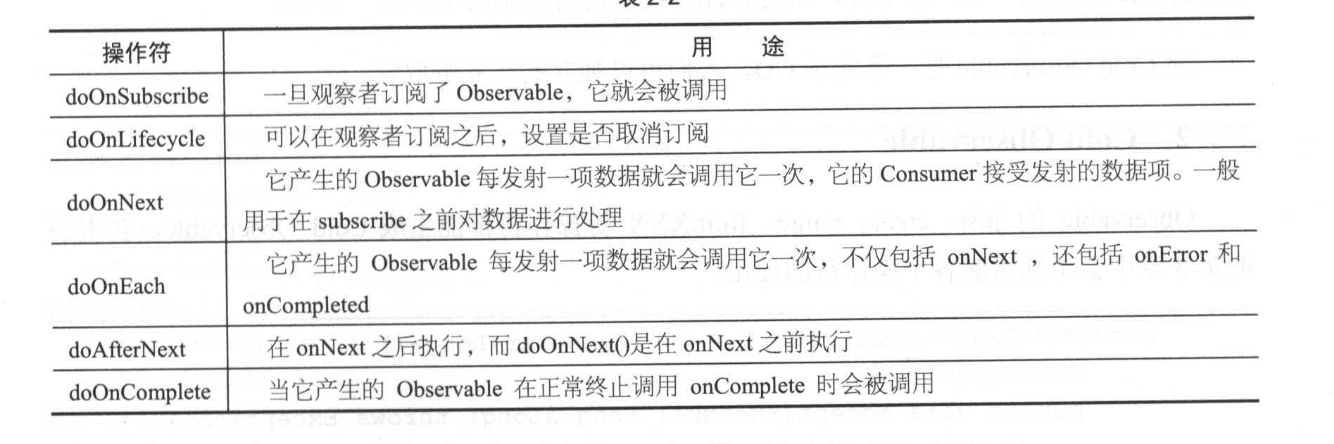 表2-2
操作符 用 途
doOnSubscribe 一旦观察者订阅了 Observable，它就会被调用
doOnLifecycle 可以在观察者订阅之后，设置是否取消订阅
doOnNext 它产生的 Observable 每发射一项数据就会调用它一次，它的 Consumer 接受发射的数据项。一般
用于在 subscribe 之前对数据进行处理
doOnEach 它产生的 Observable 每发射一项数据就会调用它一次，不仅包括 onNext ，还包括 onError 和
onCompleted
doAfterNext 在 onNext 之后执行，而 doOnNext()是在 onNext 之前执行
doOnComplete 当它产生的 Observable 在正常终止调用 onComplete 时会被调用